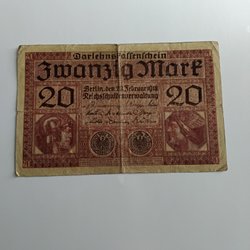 Darlehnskassenschein
Zwanzig Mark
Berlin, den 20. Februar 1918
20 Reichsschuldenverwaltung 20